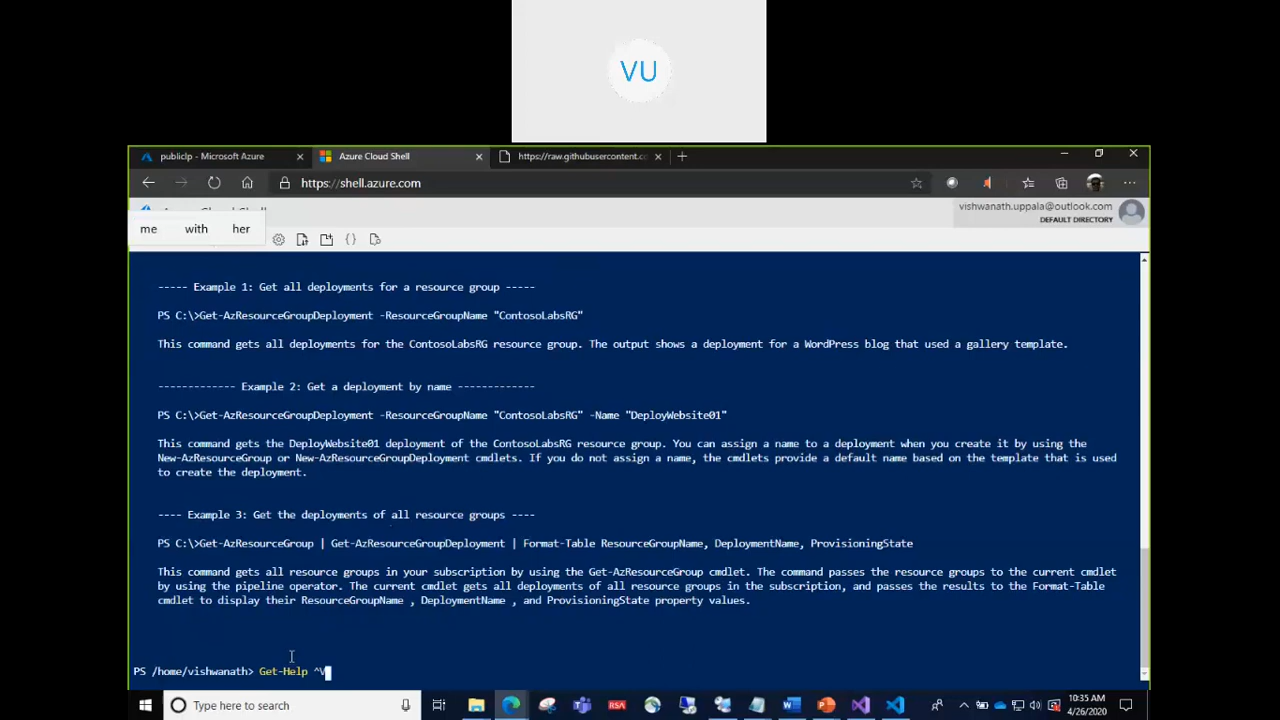 VU
publicIp - Microsoft Azure
Azure Cloud Shell
https://raw.githubusercontent.cc
https://shell.azure.com
vishwanath.uppala@outlook.com
DEFAULT DIRECTORY
me with her
----- Example 1: Get all deployments for a resource group -----
PS C:\>Get-AzResourceGroupDeployment -ResourceGroupName "ContosoLabsRG"
This command gets all deployments for the ContosoLabsRG resource group. The output shows a deployment for a WordPress blog that used a gallery template.
------------- Example 2: Get a deployment by name -------------
PS C:\>Get-AzResourceGroupDeployment -ResourceGroupName "ContosoLabsRG" -Name "DeployWebsite01"
This command gets the DeployWebsite01 deployment of the ContosoLabsRG resource group. You can assign a name to a deployment when you create it by using the
New-AzResourceGroup or New-AzResourceGroupDeployment cmdlets. If you do not assign a name, the cmdlets provide a default name based on the template that is used
to create the deployment.
---- Example 3: Get the deployments of all resource groups ----
PS C:\>Get-AzResourceGroup | Get-AzResourceGroupDeployment | Format-Table ResourceGroupName, DeploymentName, ProvisioningState
This command gets all resource groups in your subscription by using the Get-AzResourceGroup cmdlet. The command passes the resource groups to the current cmdlet
by using the pipeline operator. The current cmdlet gets all deployments of all resource groups in the subscription, and passes the results to the Format-Table
cmdlet to display their ResourceGroupName , DeploymentName , and ProvisioningState property values.
PS /home/vishwanath> Get-Help ^V
Type here to search
RSA
10:35 AM
4/26/2020